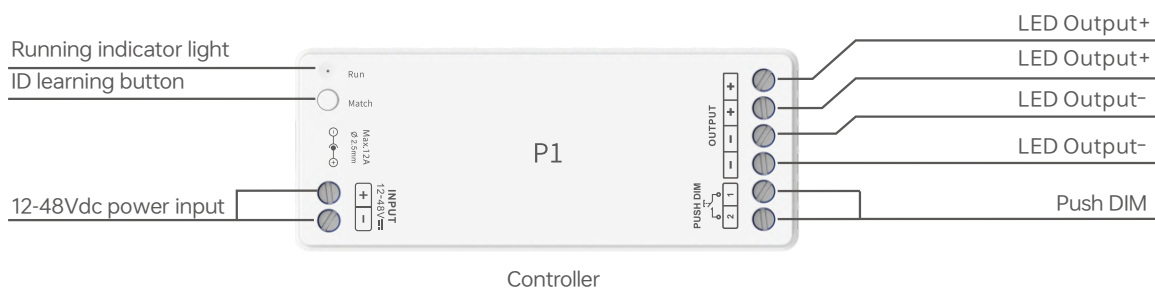 LED Output+
LED Output+
LED Output-
LED Output-
Push DIM
Running indicator light
ID learning button
12-48Vdc power input
Run
Match
Max.12A
Ø 2.5mm
INPUT
12-48V
+
−
P1
OUTPUT
+
+
-
-
PUSH DIM
1
2
Controller